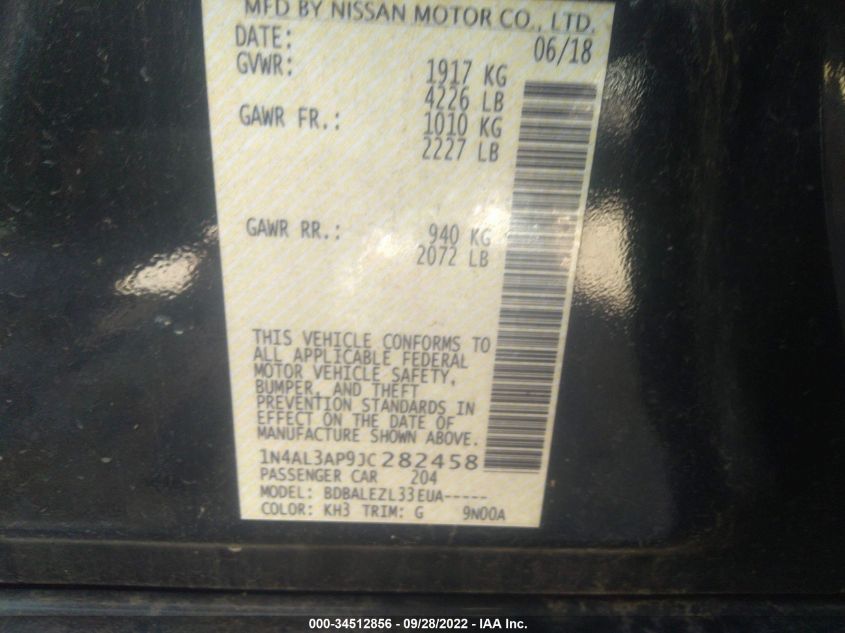 MFD BY NISSAN MOTOR CO., LTD.
DATE: 06/18
GVWR: 1917 KG
4226 LB
GAWR FR.: 1010 KG
2227 LB
GAWR RR.: 940 KG
2072 LB
THIS VEHICLE CONFORMS TO
ALL APPLICABLE FEDERAL
MOTOR VEHICLE SAFETY,
BUMPER, AND THEFT
PREVENTION STANDARDS IN
EFFECT ON THE DATE OF
MANUFACTURE SHOWN ABOVE.
1N4AL3AP9JC282458
PASSENGER CAR 204
MODEL: BDBALEZL33EUA-----
COLOR: KH3 TRIM: G 9N00A
000-34512856 - 09/28/2022 - IAA Inc.